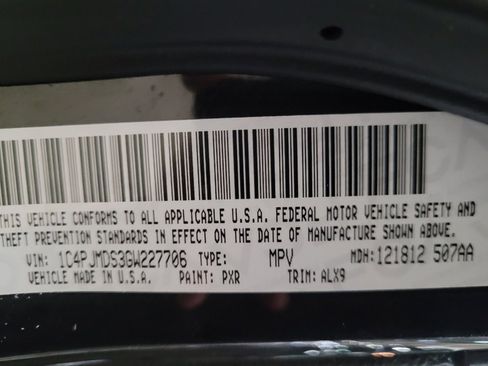 THIS VEHICLE CONFORMS TO ALL APPLICABLE U.S.A. FEDERAL MOTOR VEHICLE SAFETY AND
THEFT PREVENTION STANDARDS IN EFFECT ON THE DATE OF MANUFACTURE SHOWN ABOVE.
VIN: 1C4PJMDS3GW227706 TYPE: MPV MDH: 121812 507AA
VEHICLE MADE IN U.S.A. PAINT: PXR TRIM: ALX9